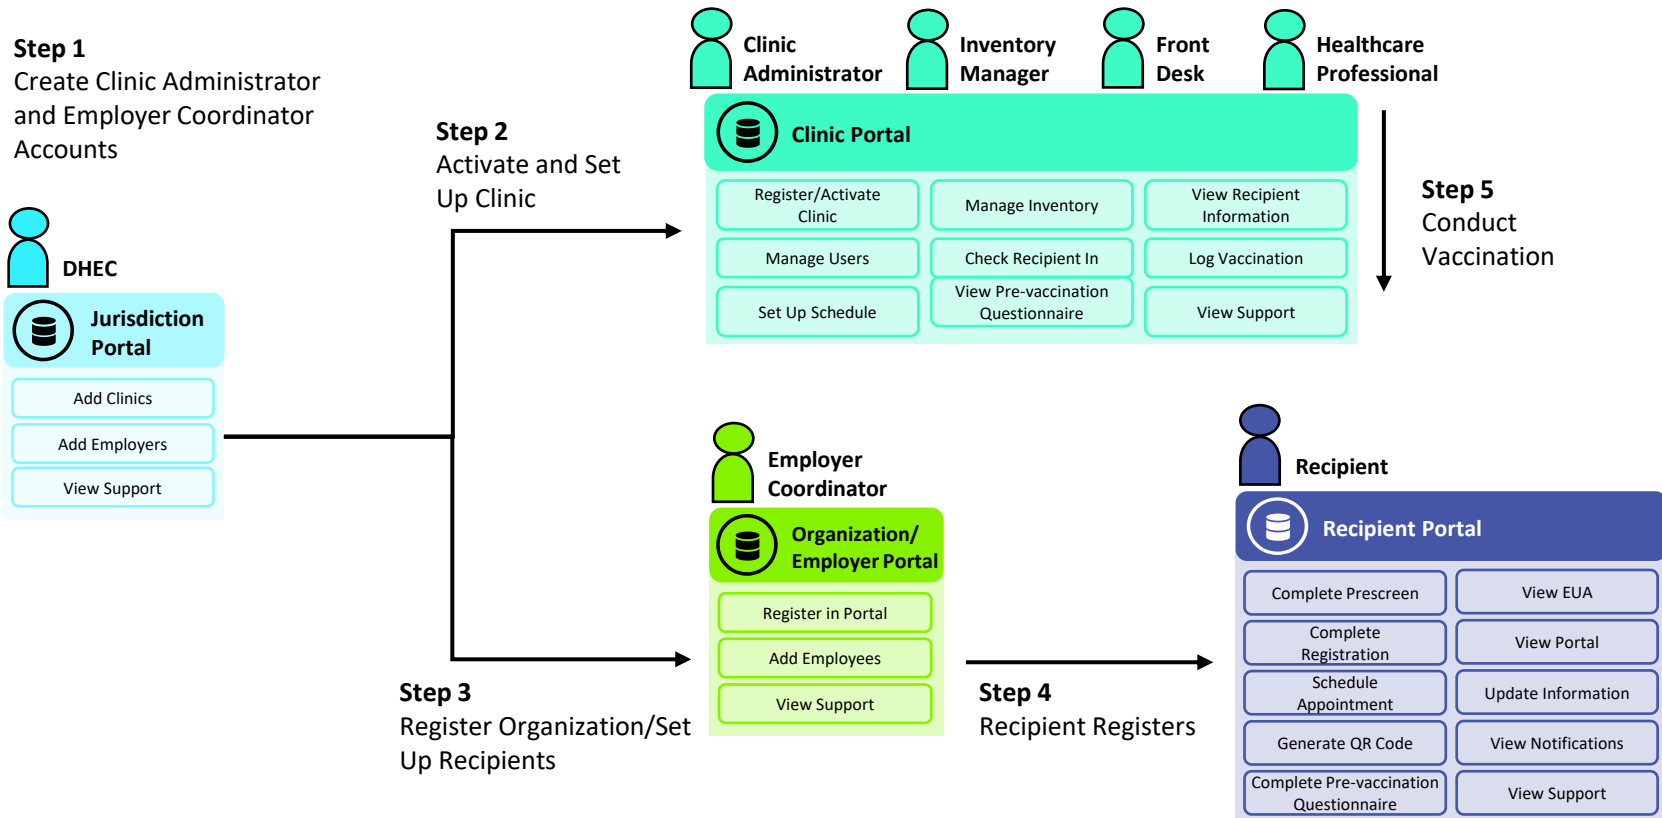 Step 1
Create Clinic Administrator
and Employer Coordinator
Accounts
DHEC
Jurisdiction
Portal
Add Clinics
Add Employers
View Support
Step 2
Activate and Set
Up Clinic
Clinic
Administrator
Inventory
Manager
Front
Desk
Healthcare
Professional
Clinic Portal
Register/Activate
Clinic
Manage Inventory
View Recipient
Information
Manage Users
Check Recipient In
Log Vaccination
Set Up Schedule
View Pre-vaccination
Questionnaire
View Support
Step 5
Conduct
Vaccination
Step 3
Register Organization/Set
Up Recipients
Employer
Coordinator
Organization/
Employer Portal
Register in Portal
Add Employees
View Support
Step 4
Recipient Registers
Recipient
Recipient Portal
Complete Prescreen
View EUA
Complete
Registration
View Portal
Schedule
Appointment
Update Information
Generate QR Code
View Notifications
Complete Pre-vaccination
Questionnaire
View Support